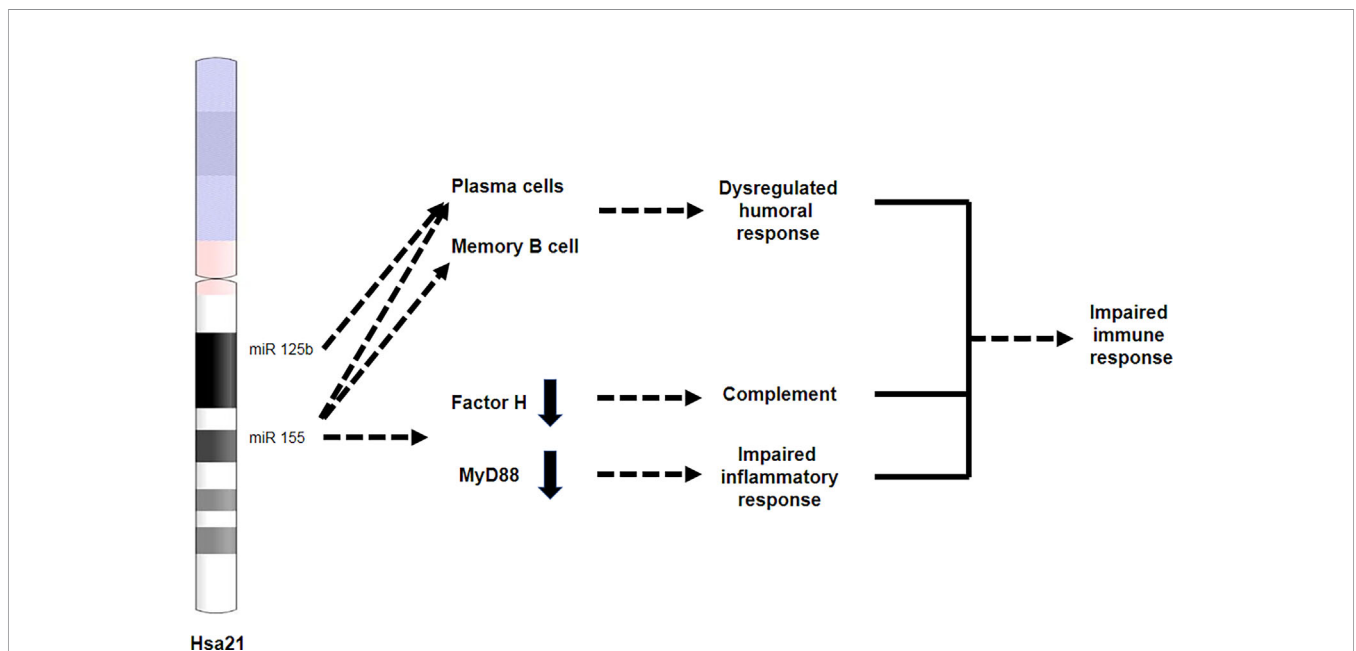 Plasma cells
Dysregulated
humoral
response
Memory B cell
Impaired
immune
response
miR 125b
Factor H
Complement
miR 155
MyD88
Impaired
inflammatory
response
Hsa21